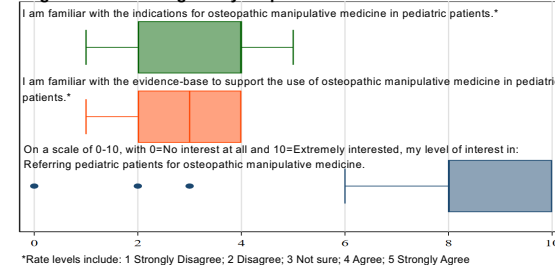 I am familiar with the indications for osteopathic manipulative medicine in pediatric patients.*
I am familiar with the evidence-base to support the use of osteopathic manipulative medicine in pediatric
patients.*
On a scale of 0-10, with 0=No interest at all and 10=Extremely interested, my level of interest in:
Referring pediatric patients for osteopathic manipulative medicine.
0 2 4 6 8 10
*Rate levels include: 1 Strongly Disagree; 2 Disagree; 3 Not sure; 4 Agree; 5 Strongly Agree